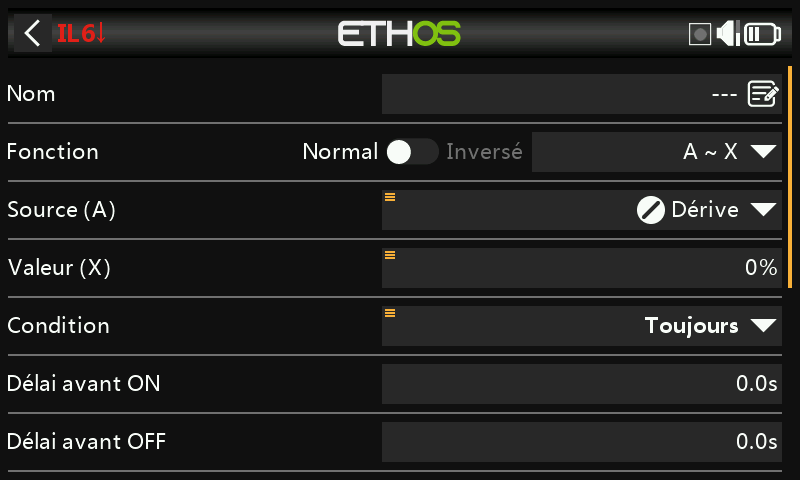 IL6↓ ETHOS
Nom ---
Fonction Normal Inversé A ~ X
Source (A) Dérive
Valeur (X) 0%
Condition Toujours
Délai avant ON 0.0s
Délai avant OFF 0.0s